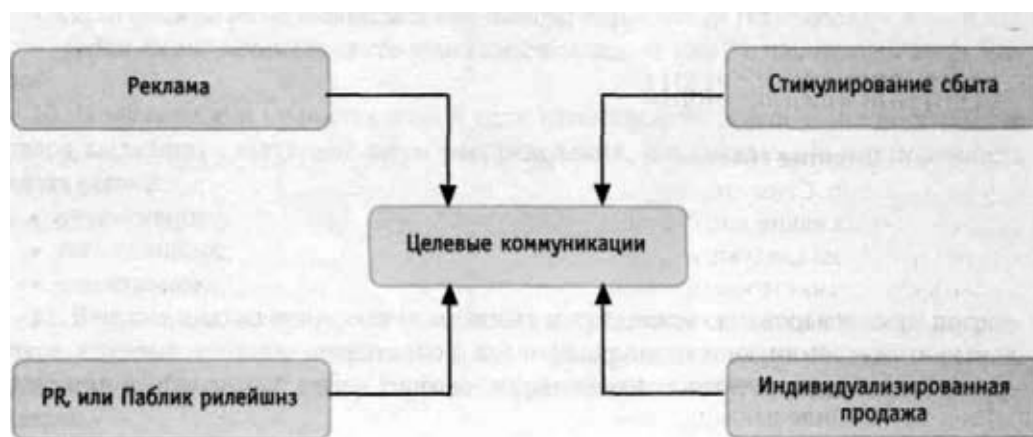 Реклама
Стимулирование сбыта
Целевые коммуникации
PR, или Паблик рилейшнз
Индивидуализированная
продажа